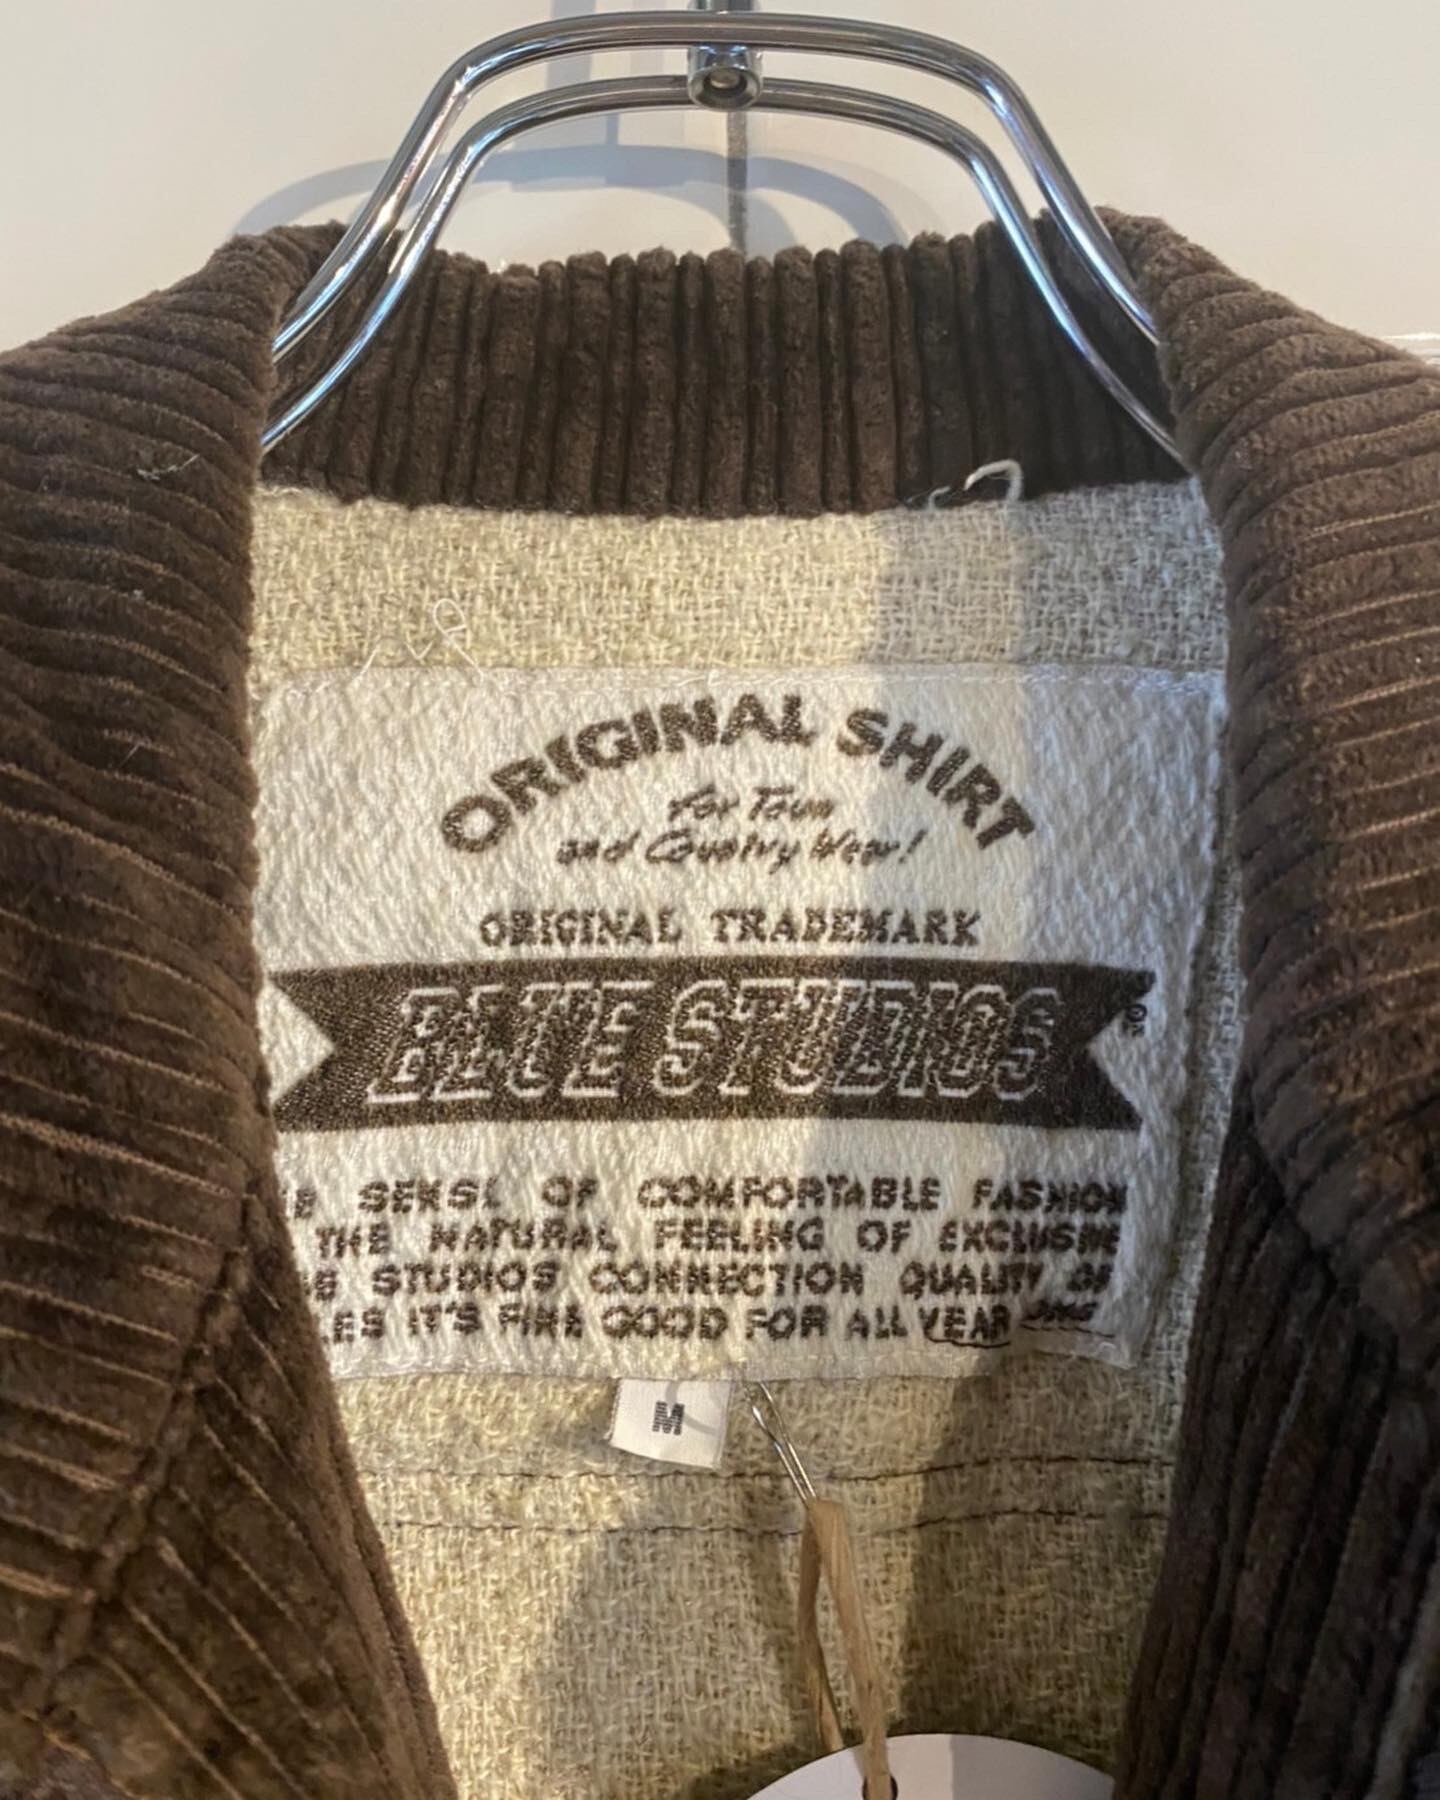 ORIGINAL SHIRT
For Town
and Country Wear!
ORIGINAL TRADEMARK
STUDIOS
SENSE OF COMFORTABLE FASHION
THE NATURAL FEELING OF EXCLUSIVE
STUDIOS CONNECTION QUALITY OF
IT'S FINE GOOD FOR ALL YEAR
M